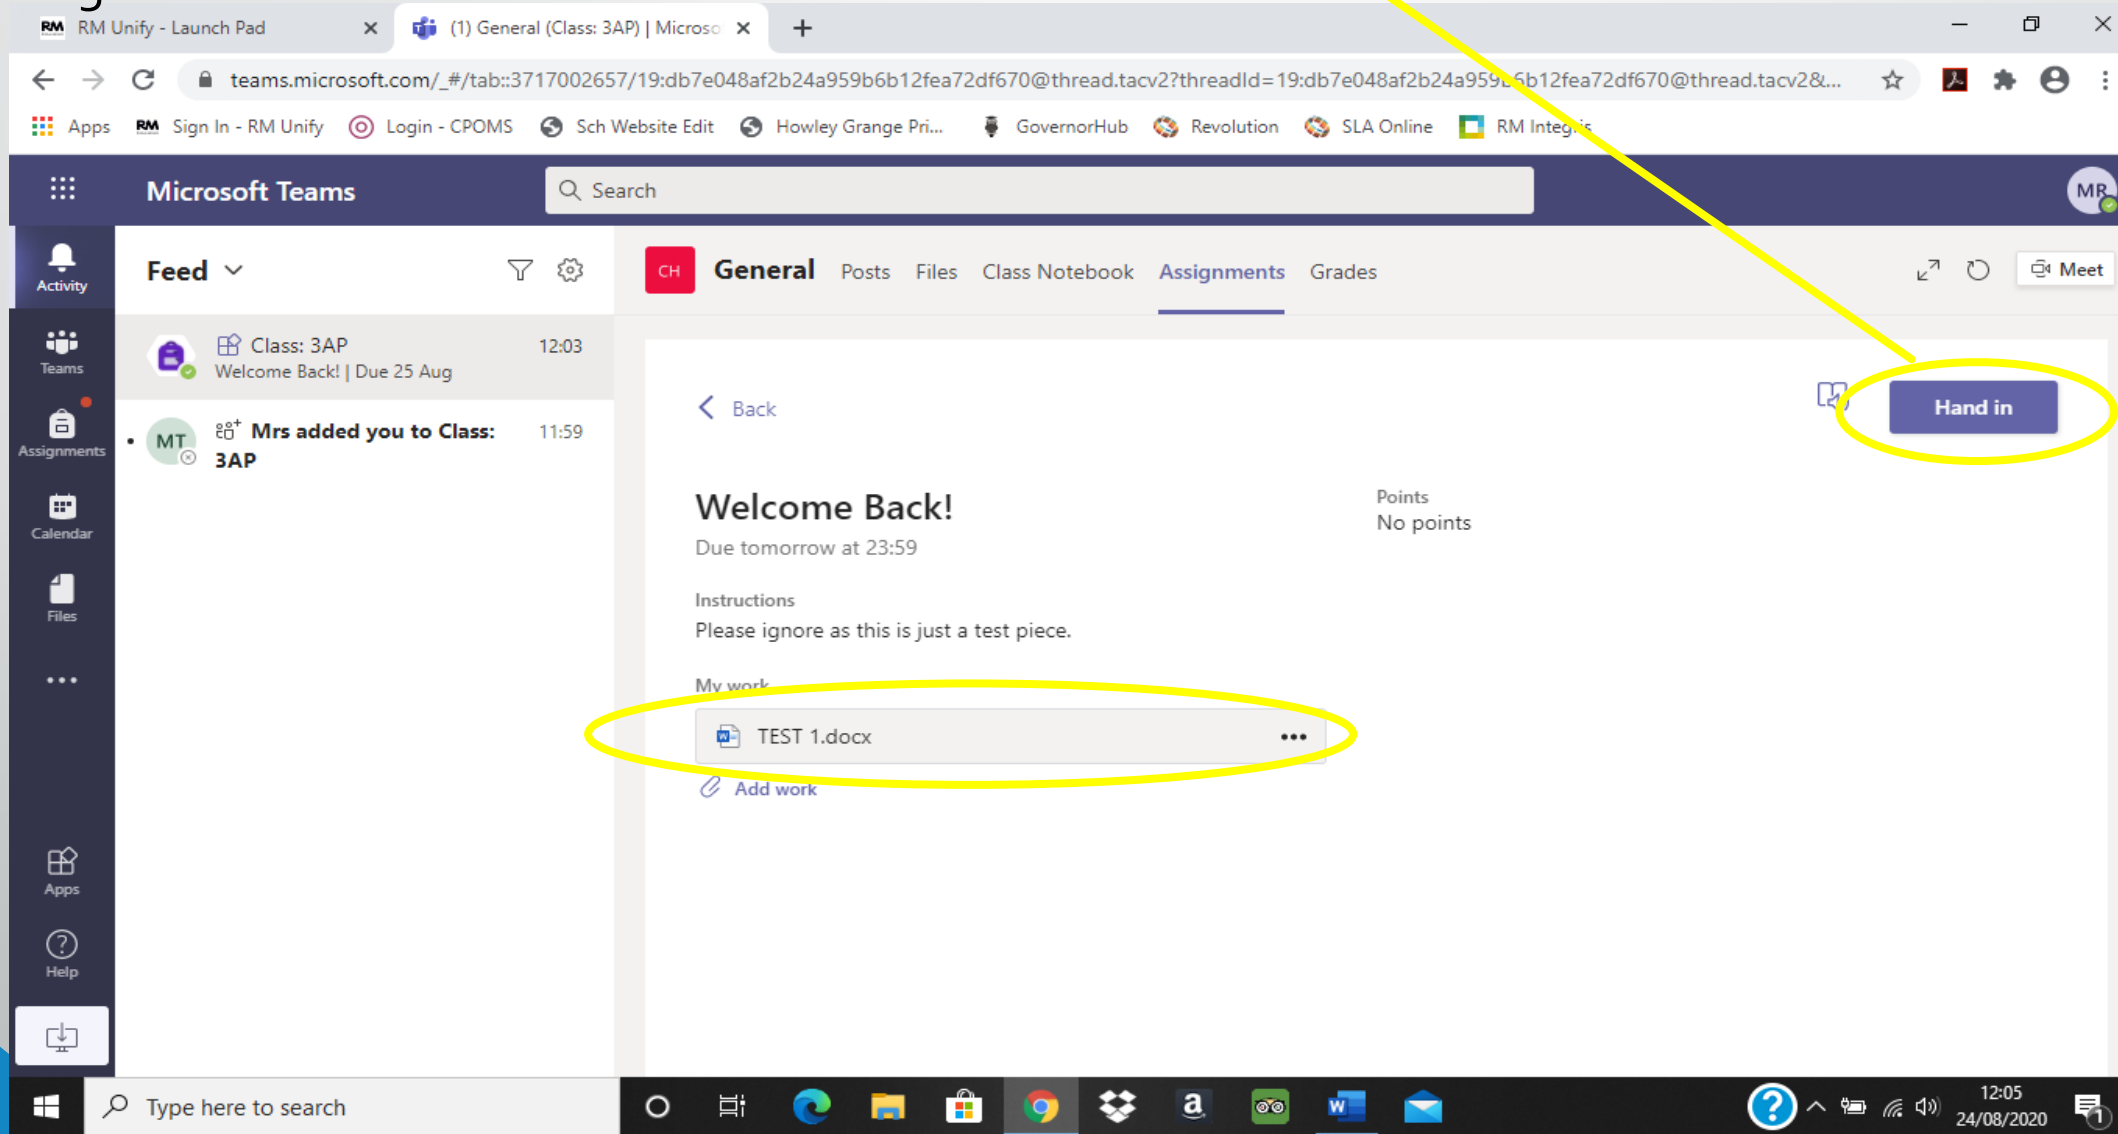 RM RM Unify - Launch Pad
(1) General (Class: 3AP) | Microso
teams.microsoft.com/_#/tab::3717002657/19:db7e048af2b24a959b6b12fea72df670@thread.tacv2?threadId=19:db7e048af2b24a959b6b12fea72df670@thread.tacv2&...
Apps
RM Sign In - RM Unify
Login - CPOMS
Sch Website Edit
Howley Grange Pri...
GovernorHub
Revolution
SLA Online
RM Integris
Microsoft Teams
Search
MR
Activity
Teams
Assignments
Calendar
Files
Apps
Help
Feed
Class: 3AP 12:03
Welcome Back! | Due 25 Aug
MT
Mrs added you to Class: 11:59
3AP
CH General Posts Files Class Notebook Assignments Grades
Meet
Back
Hand in
Welcome Back!
Due tomorrow at 23:59
Points
No points
Instructions
Please ignore as this is just a test piece.
My work
TEST 1.docx
Add work
Type here to search
12:05
24/08/2020
1